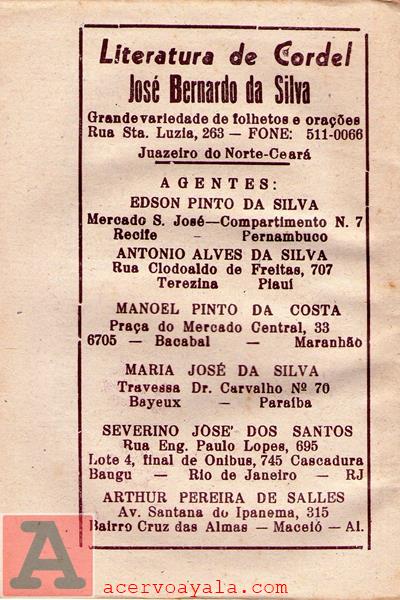 Literatura de Cordel
José Bernardo da Silva
Grande variedade de folhetos e orações
Rua Sta. Luzia, 263 — FONE: 511-0066
Juazeiro do Norte-Ceará
AGENTES:
EDSON PINTO DA SILVA
Mercado S. José—Compartimento N. 7
Recife – Pernambuco
ANTONIO ALVES DA SILVA
Rua Clodoaldo de Freitas, 707
Terezina Piauí
MANOEL PINTO DA COSTA
Praça do Mercado Central, 33
6705 — Bacabal — Maranhão
MARIA JOSÉ DA SILVA
Travessa Dr. Carvalho Nº 70
Bayeux — Paraíba
SEVERINO JOSE' DOS SANTOS
Rua Eng. Paulo Lopes, 695
Lote 4, final de Onibus, 745 Cascadura
Baugu — Rio de Janeiro — RJ
ARTHUR PEREIRA DE SALLES
Av. Santana do Ipanema, 315
Bairro Cruz das Almas — Maceió — Al.
A
acervoayala.com